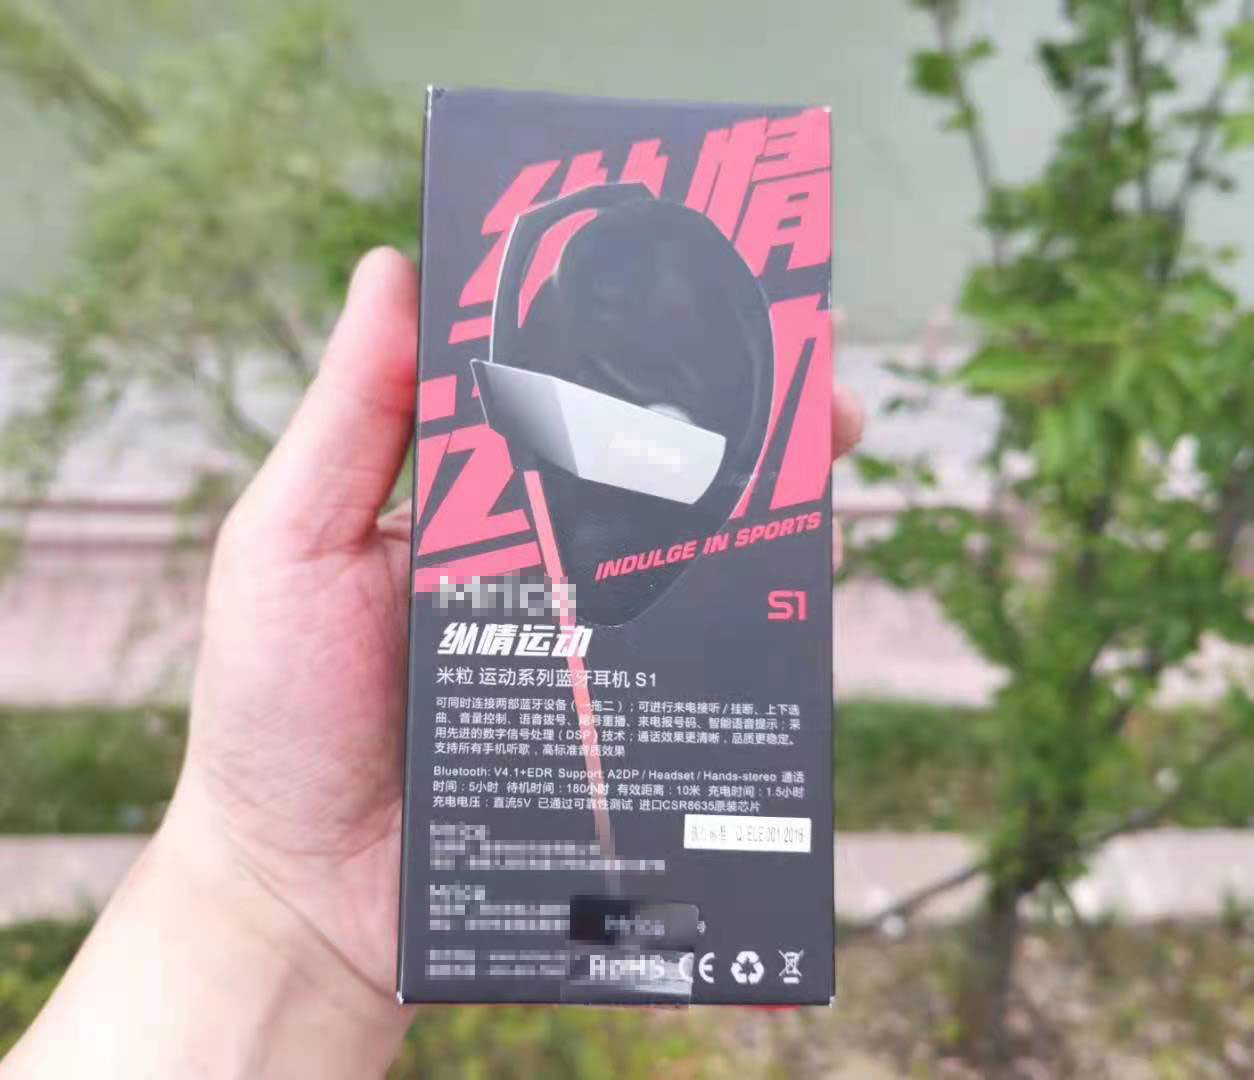 纵情
运动
INDULGE IN SPORTS
S1
纵情运动
米粒 运动系列蓝牙耳机 S1
可同时连接两部蓝牙设备（一拖二）；可进行来电接听/挂断、上下选
曲、音量控制、语音拨号、尾号重播、来电报号码、智能语音提示；采
用先进的数字信号处理（DSP）技术；通话效果更清晰，品质更稳定。
支持所有手机听歌，高标准音质效果
Bluetooth: V4.1+EDR Support: A2DP / Headset / Hands-stereo 通话
时间：5小时 待机时间：180小时 有效距离：10米 充电时间：1.5小时
充电电压：直流5V 已通过可靠性测试 进口CSR8635原装芯片
执行标准 Q/ELE 001-2016
RoHS CE